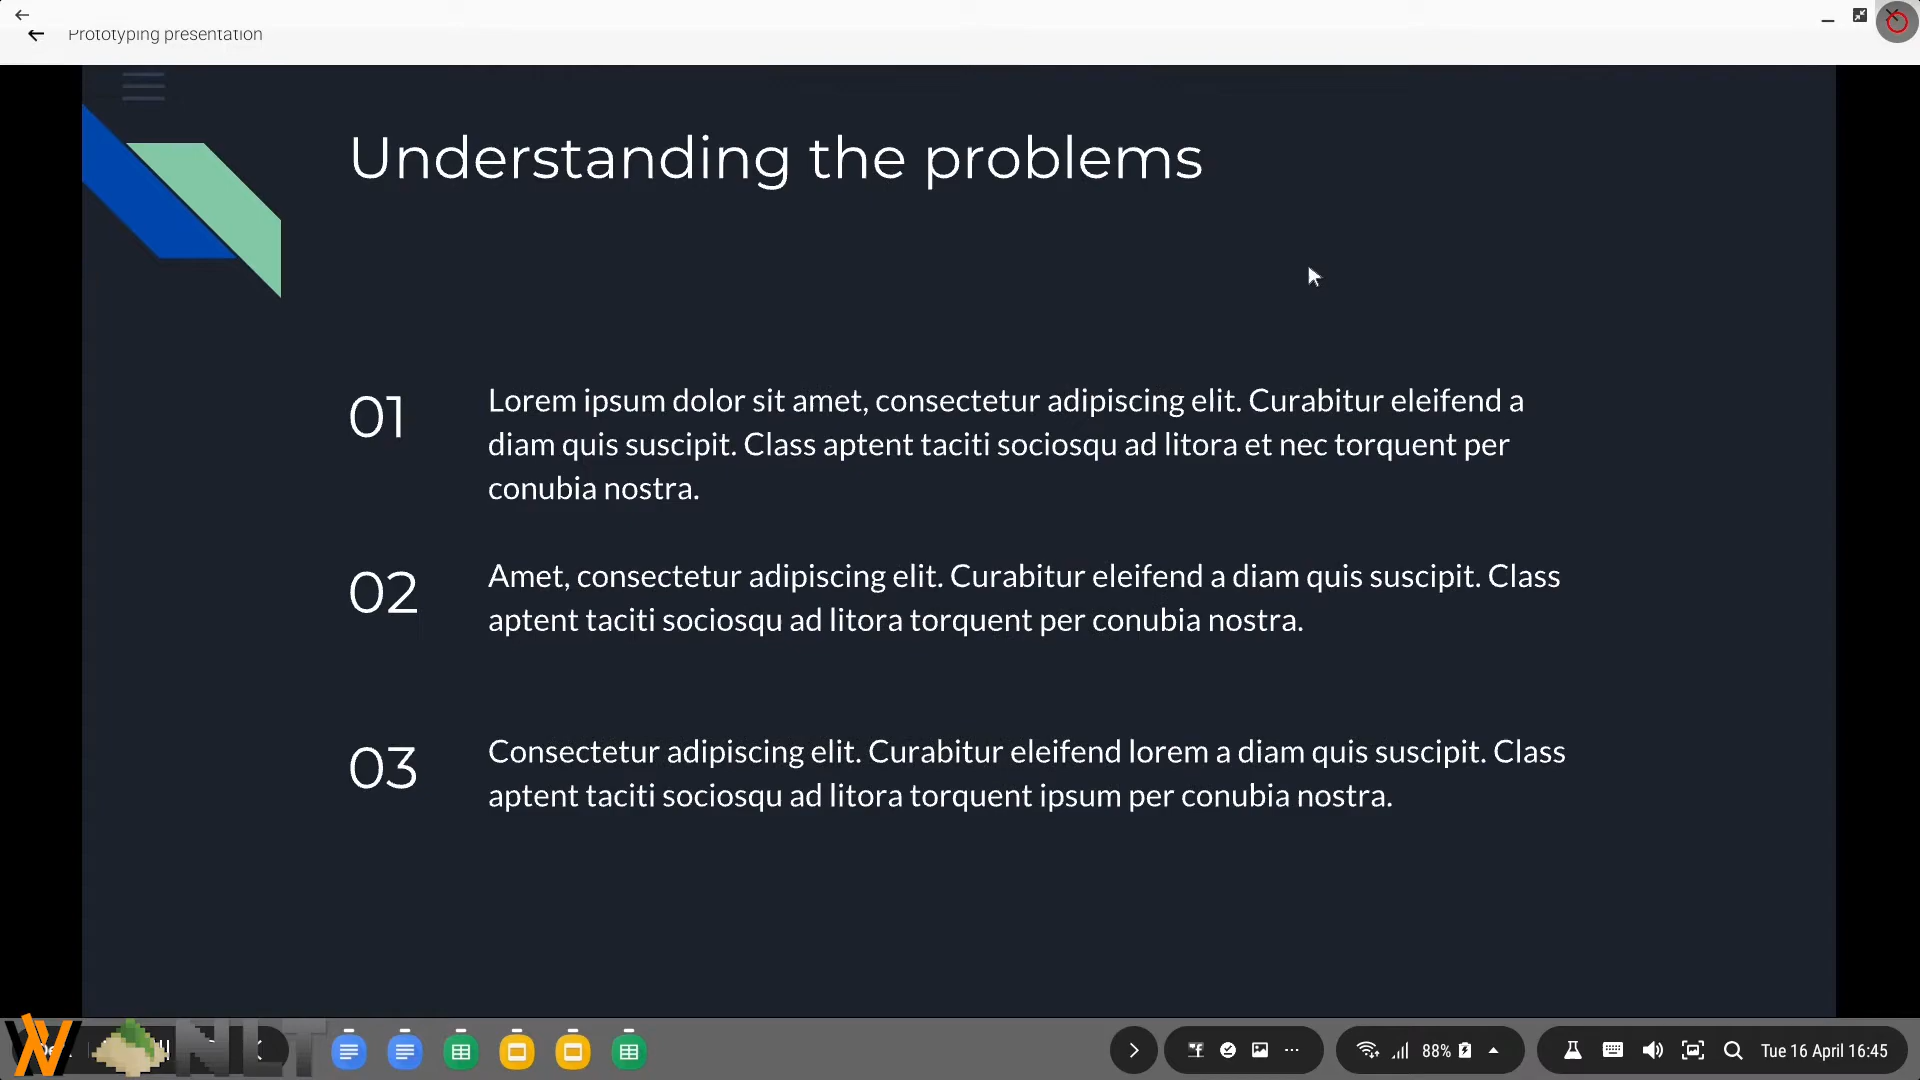 Prototyping presentation
Understanding the problems
01
Lorem ipsum dolor sit amet, consectetur adipiscing elit. Curabitur eleifend a
diam quis suscipit. Class aptent taciti sociosqu ad litora et nec torquent per
conubia nostra.
02
Amet, consectetur adipiscing elit. Curabitur eleifend a diam quis suscipit. Class
aptent taciti sociosqu ad litora torquent per conubia nostra.
03
Consectetur adipiscing elit. Curabitur eleifend lorem a diam quis suscipit. Class
aptent taciti sociosqu ad litora torquent ipsum per conubia nostra.
NLT
88%
Tue 16 April 16:45